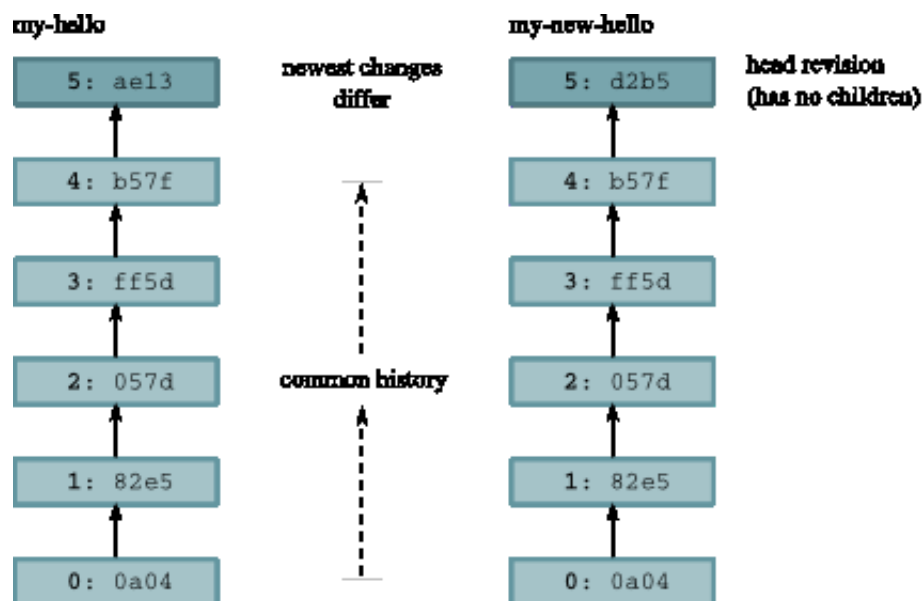 my-hello
my-new-hello
5: ae13
newest changes
differ
5: d2b5
head revision
(has no children)
4: b57f
4: b57f
3: ff5d
3: ff5d
2: 057d
common history
2: 057d
1: 82e5
1: 82e5
0: 0a04
0: 0a04